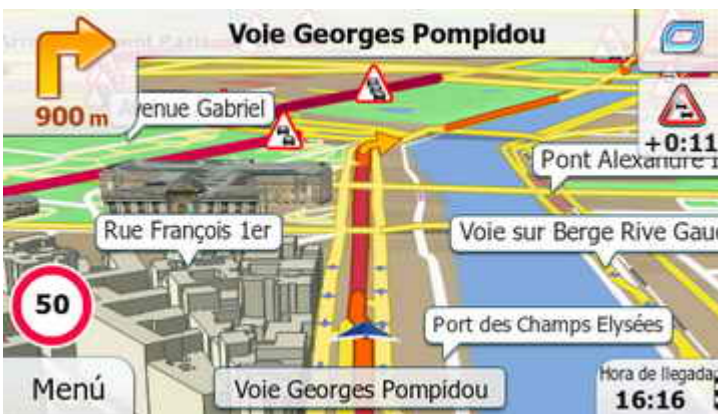 Voie Georges Pompidou
900 m
Avenue Gabriel
+0:11
Pont Alexandre I
Rue François 1er
Voie sur Berge Rive Gau
50
Port des Champs Elysées
Menú
Voie Georges Pompidou
Hora de llegada
16:16